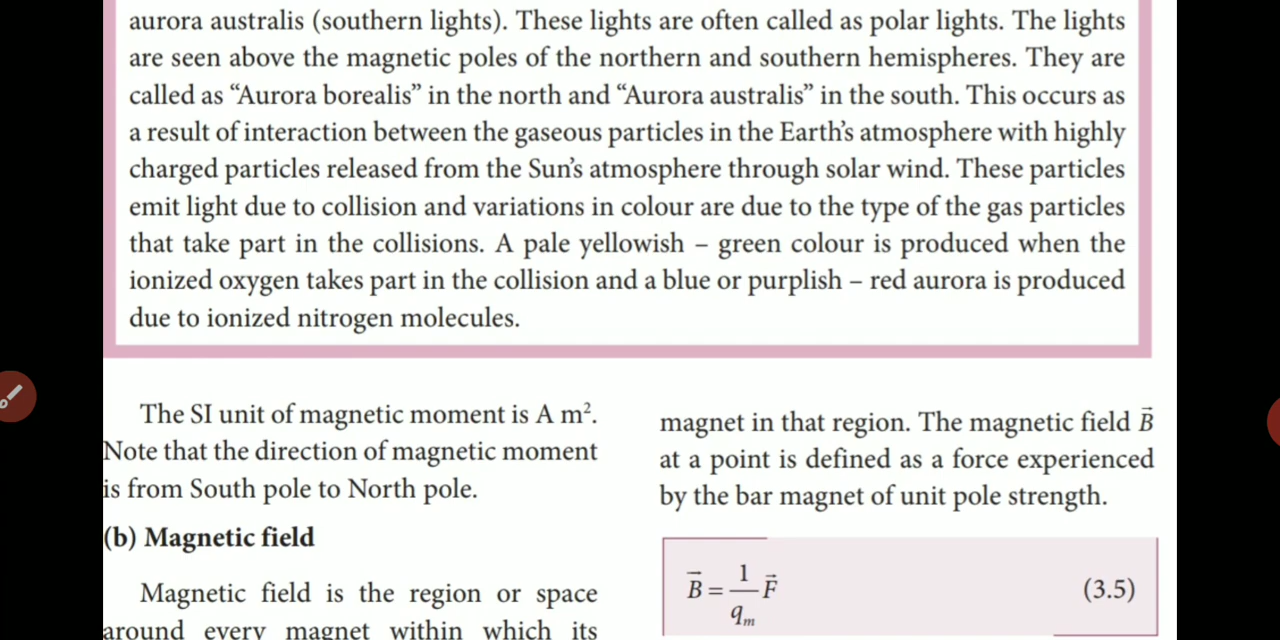 aurora australis (southern lights). These lights are often called as polar lights. The lights
are seen above the magnetic poles of the northern and southern hemispheres. They are
called as “Aurora borealis” in the north and “Aurora australis” in the south. This occurs as
a result of interaction between the gaseous particles in the Earth’s atmosphere with highly
charged particles released from the Sun’s atmosphere through solar wind. These particles
emit light due to collision and variations in colour are due to the type of the gas particles
that take part in the collisions. A pale yellowish – green colour is produced when the
ionized oxygen takes part in the collision and a blue or purplish – red aurora is produced
due to ionized nitrogen molecules.
The SI unit of magnetic moment is A m².
Note that the direction of magnetic moment
is from South pole to North pole.
(b) Magnetic field
Magnetic field is the region or space
around every magnet within which its
magnet in that region. The magnetic field B⃗
at a point is defined as a force experienced
by the bar magnet of unit pole strength.
B⃗ = 1/qₘ F⃗ (3.5)